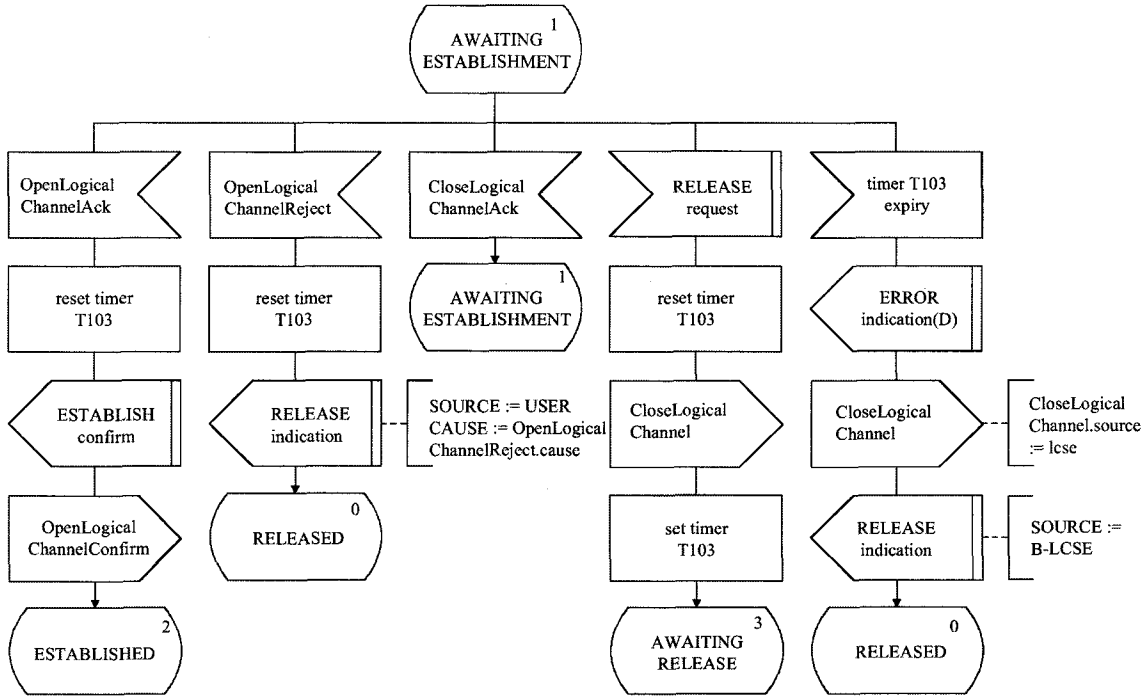 1
AWAITING
ESTABLISHMENT
OpenLogical
ChannelAck
OpenLogical
ChannelReject
CloseLogical
ChannelAck
RELEASE
request
timer T103
expiry
reset timer
T103
reset timer
T103
1
AWAITING
ESTABLISHMENT
reset timer
T103
ERROR
indication(D)
ESTABLISH
confirm
RELEASE
indication
SOURCE := USER
CAUSE := OpenLogical
ChannelReject.cause
CloseLogical
Channel
CloseLogical
Channel
CloseLogical
Channel.source
:= lcse
OpenLogical
ChannelConfirm
0
RELEASED
set timer
T103
RELEASE
indication
SOURCE :=
B-LCSE
2
ESTABLISHED
3
AWAITING
RELEASE
0
RELEASED